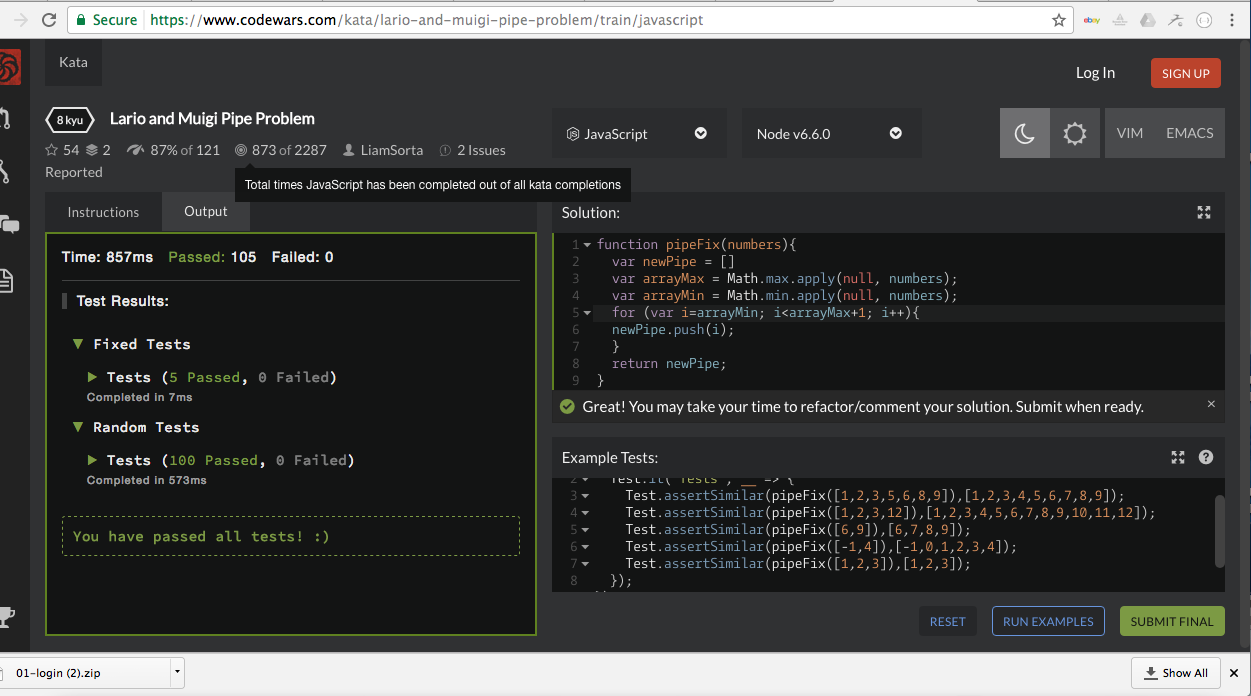 Secure https://www.codewars.com/kata/lario-and-muigi-pipe-problem/train/javascript
ebay
Kata
Log In
SIGN UP
8 kyu Lario and Muigi Pipe Problem
54 2 87% of 121 873 of 2287 LiamSorta 2 Issues
Reported
JavaScript
Node v6.6.0
VIM EMACS
Total times JavaScript has been completed out of all kata completions
Instructions Output
Time: 857ms Passed: 105 Failed: 0
Test Results:
Fixed Tests
Tests (5 Passed, 0 Failed)
Completed in 7ms
Random Tests
Tests (100 Passed, 0 Failed)
Completed in 573ms
You have passed all tests! :)
Solution:
1 function pipeFix(numbers){
2 var newPipe = []
3 var arrayMax = Math.max.apply(null, numbers);
4 var arrayMin = Math.min.apply(null, numbers);
5 for (var i=arrayMin; i<arrayMax+1; i++){
6 newPipe.push(i);
7 }
8 return newPipe;
9 }
Great! You may take your time to refactor/comment your solution. Submit when ready.
Example Tests:
2 Test.it("Tests", __ => {
3 Test.assertSimilar(pipeFix([1,2,3,5,6,8,9]),[1,2,3,4,5,6,7,8,9]);
4 Test.assertSimilar(pipeFix([1,2,3,12]),[1,2,3,4,5,6,7,8,9,10,11,12]);
5 Test.assertSimilar(pipeFix([6,9]),[6,7,8,9]);
6 Test.assertSimilar(pipeFix([-1,4]),[-1,0,1,2,3,4]);
7 Test.assertSimilar(pipeFix([1,2,3]),[1,2,3]);
8 });
RESET RUN EXAMPLES SUBMIT FINAL
01-login (2).zip
Show All